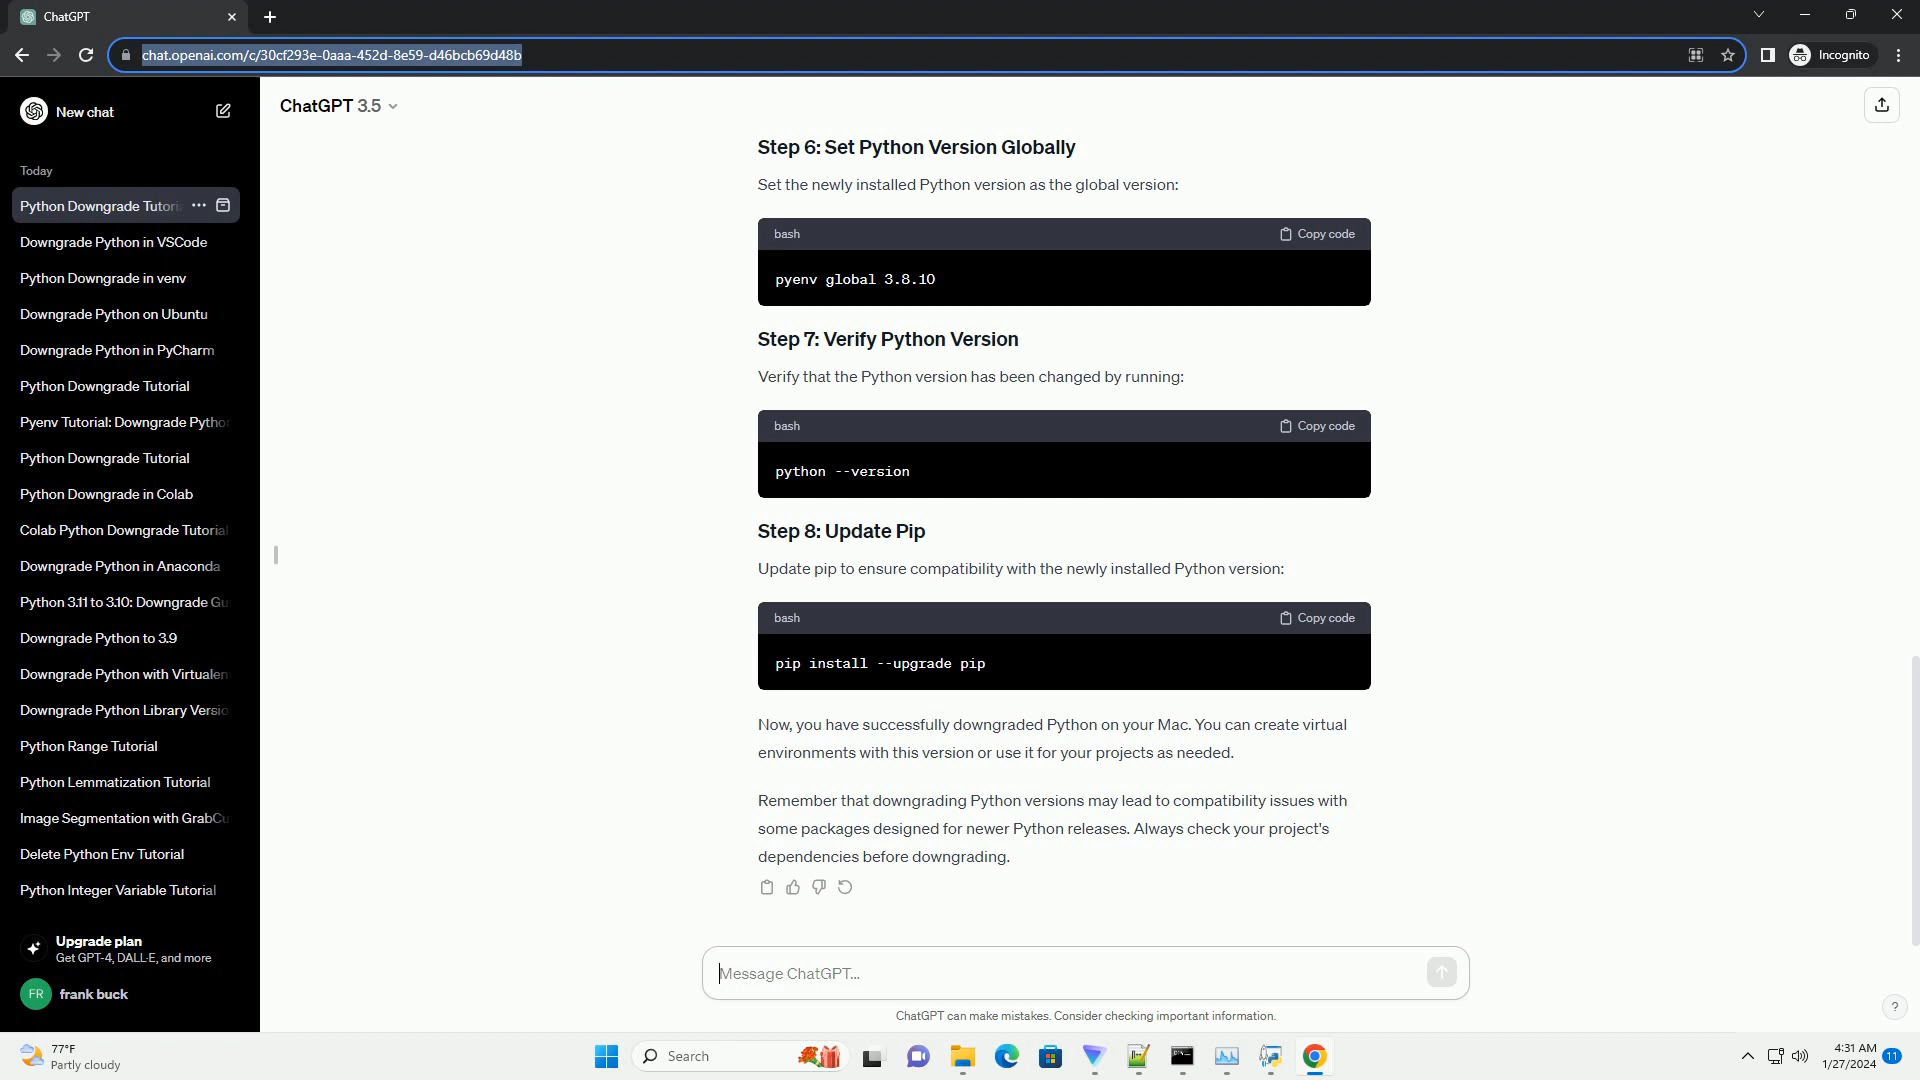 ChatGPT
chat.openai.com/c/30cf293e-0aaa-452d-8e59-d46bcb69d48b
Incognito
New chat
Today
Python Downgrade Tutori
Downgrade Python in VSCode
Python Downgrade in venv
Downgrade Python on Ubuntu
Downgrade Python in PyCharm
Python Downgrade Tutorial
Pyenv Tutorial: Downgrade Python
Python Downgrade Tutorial
Python Downgrade in Colab
Colab Python Downgrade Tutorial
Downgrade Python in Anaconda
Python 3.11 to 3.10: Downgrade Gu
Downgrade Python to 3.9
Downgrade Python with Virtualen
Downgrade Python Library Versio
Python Range Tutorial
Python Lemmatization Tutorial
Image Segmentation with GrabCu
Delete Python Env Tutorial
Python Integer Variable Tutorial
Upgrade plan
Get GPT-4, DALL·E, and more
FR frank buck
ChatGPT 3.5
Step 6: Set Python Version Globally
Set the newly installed Python version as the global version:
bash Copy code
pyenv global 3.8.10
Step 7: Verify Python Version
Verify that the Python version has been changed by running:
bash Copy code
python --version
Step 8: Update Pip
Update pip to ensure compatibility with the newly installed Python version:
bash Copy code
pip install --upgrade pip
Now, you have successfully downgraded Python on your Mac. You can create virtual
environments with this version or use it for your projects as needed.
Remember that downgrading Python versions may lead to compatibility issues with
some packages designed for newer Python releases. Always check your project's
dependencies before downgrading.
Message ChatGPT...
ChatGPT can make mistakes. Consider checking important information.
?
77°F
Partly cloudy
Search
4:31 AM
1/27/2024
11